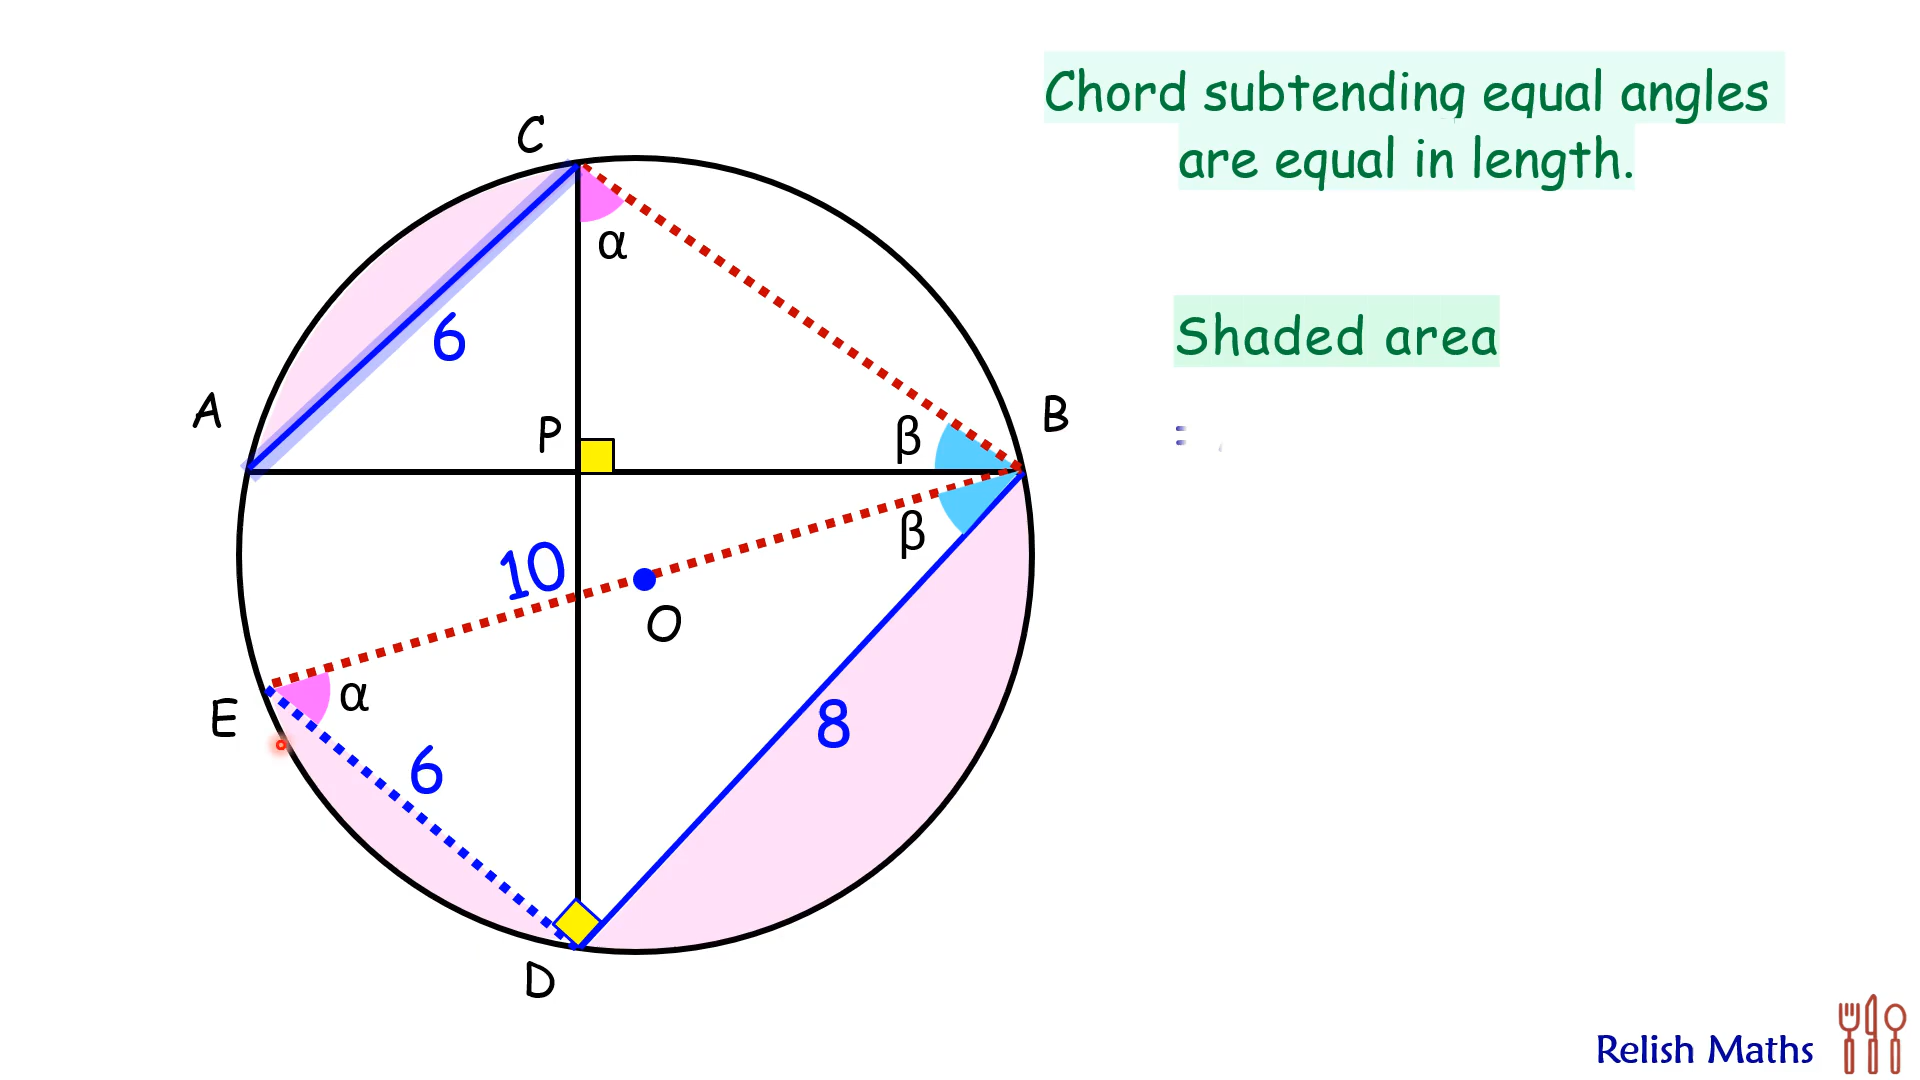 Chord subtending equal angles
are equal in length.
C
α
6
Shaded area
A
P
β
B
=
β
10
O
E
α
6
8
D
Relish Maths